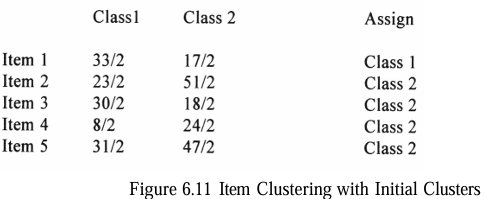 Class1 Class 2 Assign
Item 1 33/2 17/2 Class 1
Item 2 23/2 51/2 Class 2
Item 3 30/2 18/2 Class 2
Item 4 8/2 24/2 Class 2
Item 5 31/2 47/2 Class 2
Figure 6.11 Item Clustering with Initial Clusters